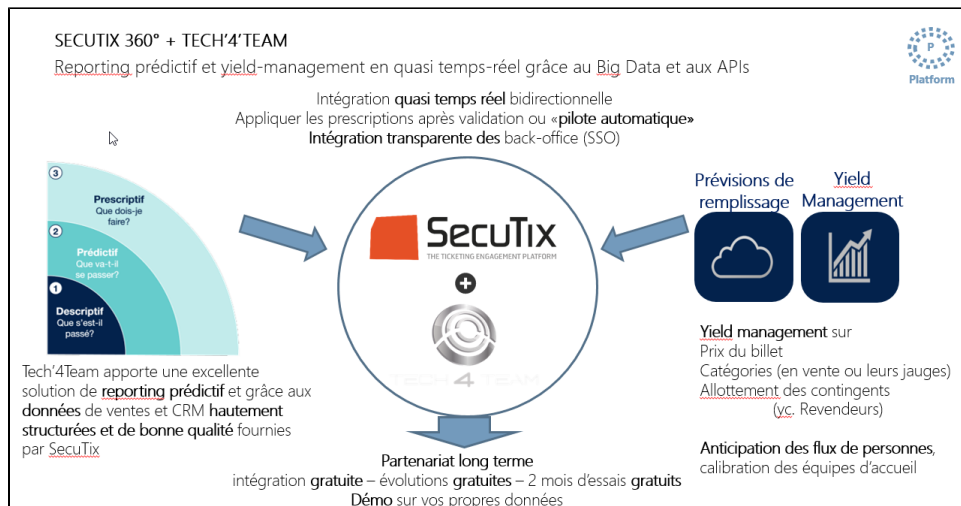 SECUTIX 360° + TECH'4'TEAM
Reporting prédictif et yield-management en quasi temps-réel grâce au Big Data et aux APIs
P
Platform
Intégration quasi temps réel bidirectionnelle
Appliquer les prescriptions après validation ou «pilote automatique»
Intégration transparente des back-office (SSO)
3
Prescriptif
Que dois-je
faire?
2
Prédictif
Que va-t-il
se passer?
1
Descriptif
Que s'est-il
passé?
Tech'4Team apporte une excellente
solution de reporting prédictif et grâce aux
données de ventes et CRM hautement
structurées et de bonne qualité fournies
par SecuTix
SECUTIX
THE TICKETING ENGAGEMENT PLATFORM
TECH 4 TEAM
Partenariat long terme
intégration gratuite – évolutions gratuites – 2 mois d'essais gratuits
Démo sur vos propres données
Prévisions de
remplissage
Yield
Management
Yield management sur
Prix du billet
Catégories (en vente ou leurs jauges)
Allottement des contingents
(yc. Revendeurs)
Anticipation des flux de personnes,
calibration des équipes d'accueil